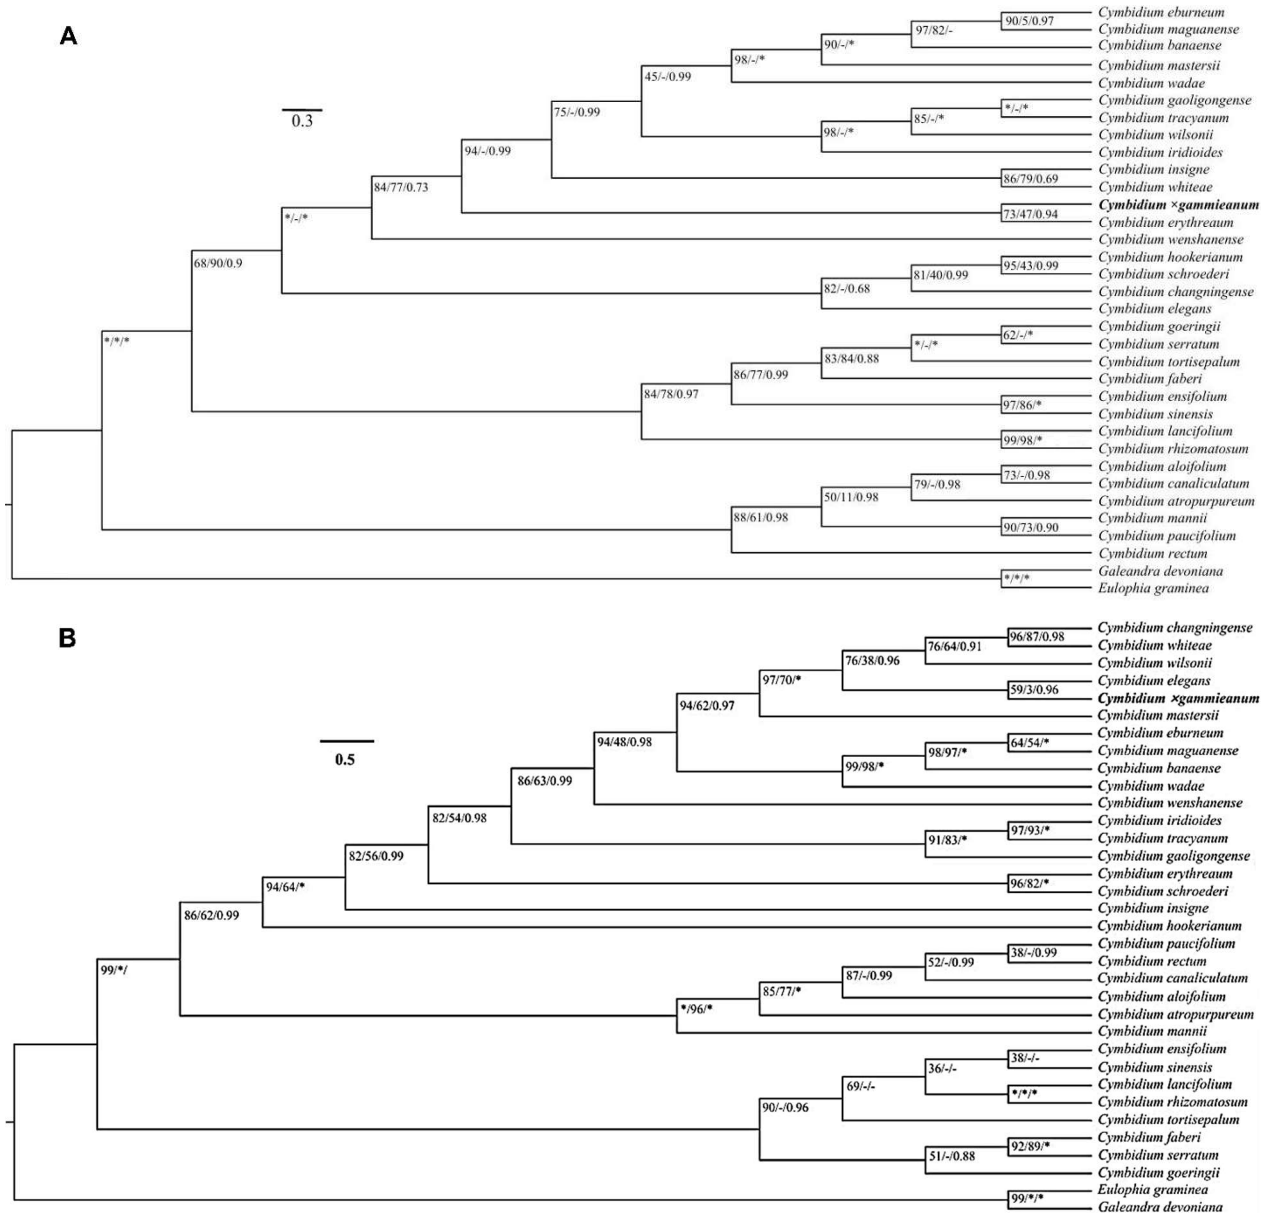 A
Cymbidium eburneum
90/5/0.97
Cymbidium maguanense
97/82/-
Cymbidium banaense
90/-/*
Cymbidium mastersii
98/-/*
Cymbidium wadae
45/-/0.99
Cymbidium gaoligongense
*/-/*
Cymbidium tracyanum
85/-/*
Cymbidium wilsonii
98/-/*
Cymbidium iridioides
75/-/0.99
0.3
Cymbidium insigne
86/79/0.69
Cymbidium whiteae
94/-/0.99
Cymbidium ×gammieanum
73/47/0.94
Cymbidium erythreaum
84/77/0.73
Cymbidium wenshanense
*/-/*
Cymbidium hookerianum
95/43/0.99
Cymbidium schroederi
81/40/0.99
Cymbidium changningense
82/-/0.68
Cymbidium elegans
68/90/0.9
Cymbidium goeringii
62/-/*
Cymbidium serratum
*/-/*
Cymbidium tortisepalum
83/84/0.88
Cymbidium faberi
86/77/0.99
Cymbidium ensifolium
97/86/*
Cymbidium sinensis
84/78/0.97
Cymbidium lancifolium
99/98/*
Cymbidium rhizomatosum
*/*/*
Cymbidium aloifolium
73/-/0.98
Cymbidium canaliculatum
79/-/0.98
Cymbidium atropurpureum
50/11/0.98
Cymbidium mannii
90/73/0.90
Cymbidium paucifolium
88/61/0.98
Cymbidium rectum
Galeandra devoniana
*/*/*
Eulophia graminea
B
Cymbidium changningense
96/87/0.98
Cymbidium whiteae
76/64/0.91
Cymbidium wilsonii
76/38/0.96
Cymbidium elegans
59/3/0.96
Cymbidium ×gammieanum
97/70/*
Cymbidium mastersii
94/62/0.97
Cymbidium eburneum
64/54/*
Cymbidium maguanense
98/97/*
Cymbidium banaense
99/98/*
Cymbidium wadae
94/48/0.98
0.5
Cymbidium wenshanense
86/63/0.99
Cymbidium iridioides
97/93/*
Cymbidium tracyanum
91/83/*
Cymbidium gaoligongense
82/54/0.98
Cymbidium erythreaum
96/82/*
Cymbidium schroederi
82/56/0.99
Cymbidium insigne
94/64/*
Cymbidium hookerianum
86/62/0.99
Cymbidium paucifolium
38/-/0.99
Cymbidium rectum
52/-/0.99
Cymbidium canaliculatum
87/-/0.99
Cymbidium aloifolium
85/77/*
Cymbidium atropurpureum
*/96/*
Cymbidium mannii
99/*/
Cymbidium ensifolium
38/-/-
Cymbidium sinensis
36/-/-
Cymbidium lancifolium
*/*/*
Cymbidium rhizomatosum
69/-/-
Cymbidium tortisepalum
90/-/0.96
Cymbidium faberi
92/89/*
Cymbidium serratum
51/-/0.88
Cymbidium goeringii
Eulophia graminea
99/*/*
Galeandra devoniana